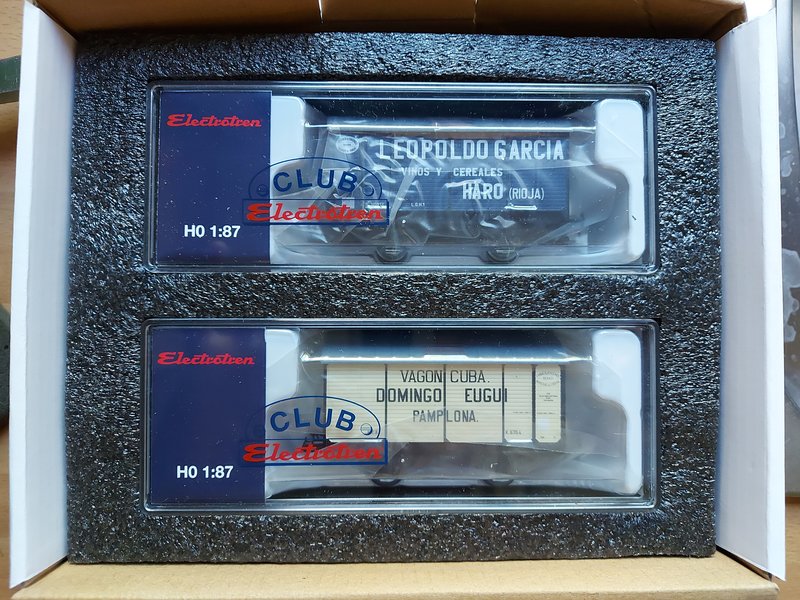 Electrotren
CLUB
Electrotren
H0 1:87
LEOPOLDO GARCIA
VINOS Y CEREALES
HARO (RIOJA)
Electrotren
CLUB
Electrotren
H0 1:87
VAGON CUBA.
DOMINGO EUGUI
PAMPLONA.